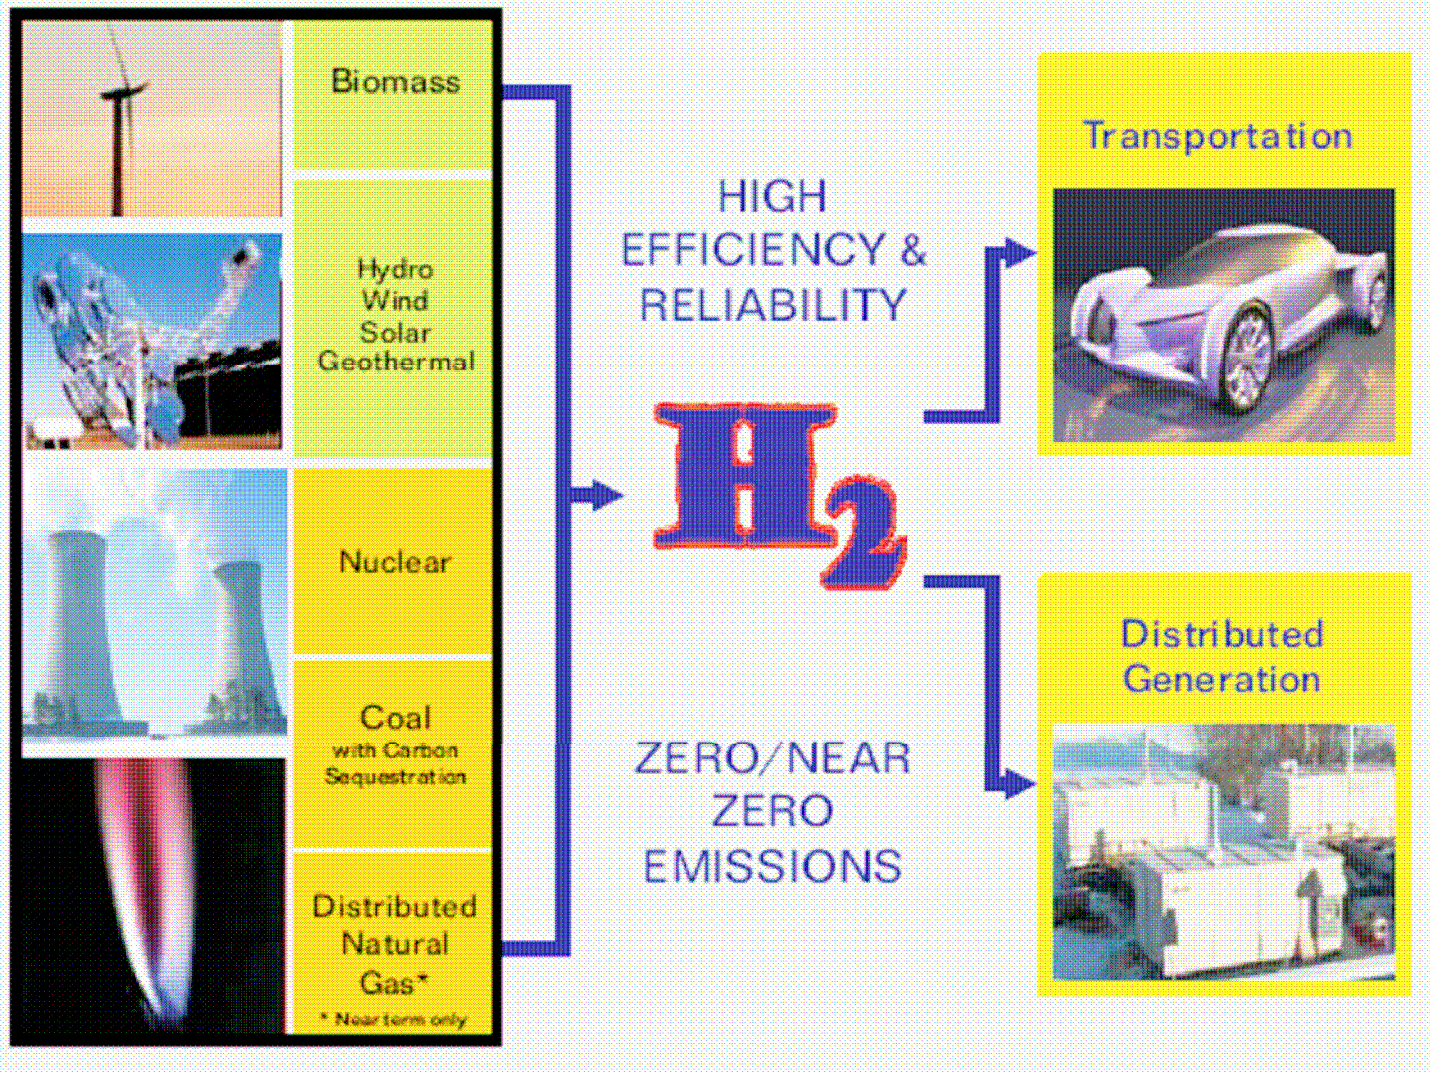 Biomass
Hydro
Wind
Solar
Geothermal
Nuclear
Coal
with Carbon
Sequestration
Distributed
Natural
Gas*
* Near term only
HIGH
EFFICIENCY &
RELIABILITY
H2
ZERO/NEAR
ZERO
EMISSIONS
Transportation
Distributed
Generation